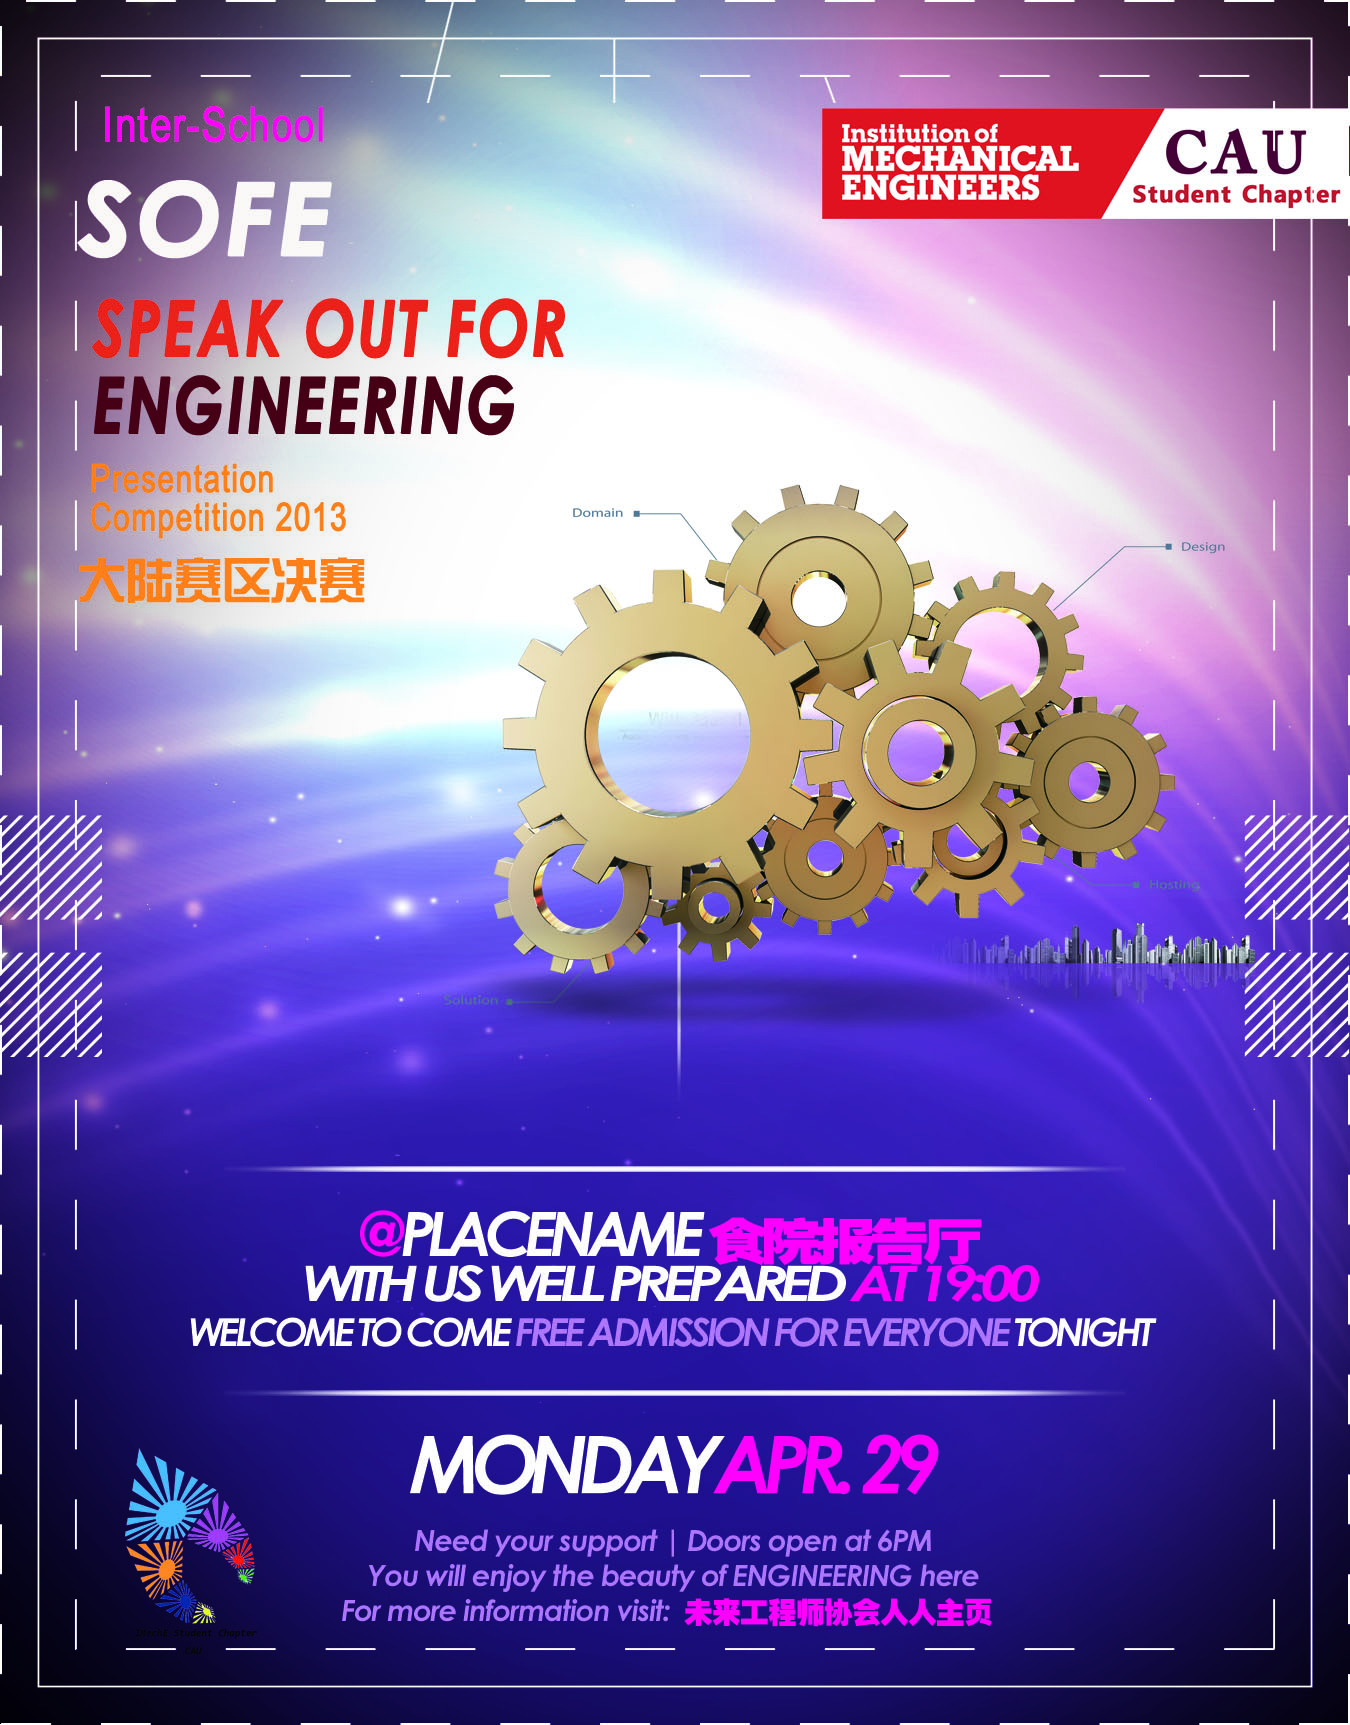 Inter-School
SOFE
SPEAK OUT FOR
ENGINEERING
Presentation
Competition 2013
大陆赛区决赛
Institution of
MECHANICAL
ENGINEERS
CAU
Student Chapter
Domain
Design
Hosting
Solution
@PLACENAME 食院报告厅
WITH US WELL PREPARED AT 19:00
WELCOME TO COME FREE ADMISSION FOR EVERYONE TONIGHT
MONDAY APR. 29
Need your support | Doors open at 6PM
You will enjoy the beauty of ENGINEERING here
For more information visit: 未来工程师协会人人主页
Student Chapter
CAU